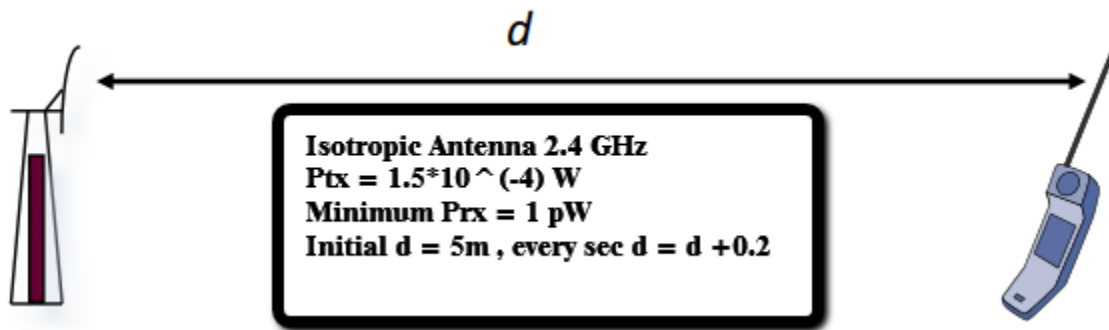 d
Isotropic Antenna 2.4 GHz
Ptx = 1.5*10^(-4) W
Minimum Prx = 1 pW
Initial d = 5m , every sec d = d +0.2